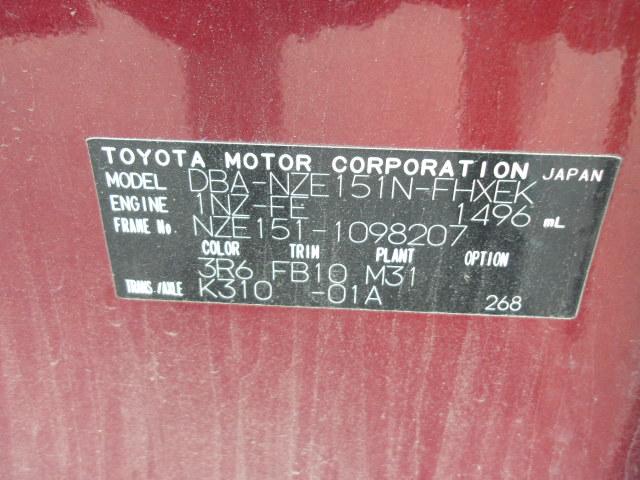 TOYOTA MOTOR CORPORATION JAPAN
MODEL DBA-NZE151N-FHXEK
ENGINE 1NZ-FE 1496 mL
FRAME No. NZE151-1098207
COLOR TRIM PLANT OPTION
3R6 FB10 M31
TRANS./AXLE K310 -01A 268